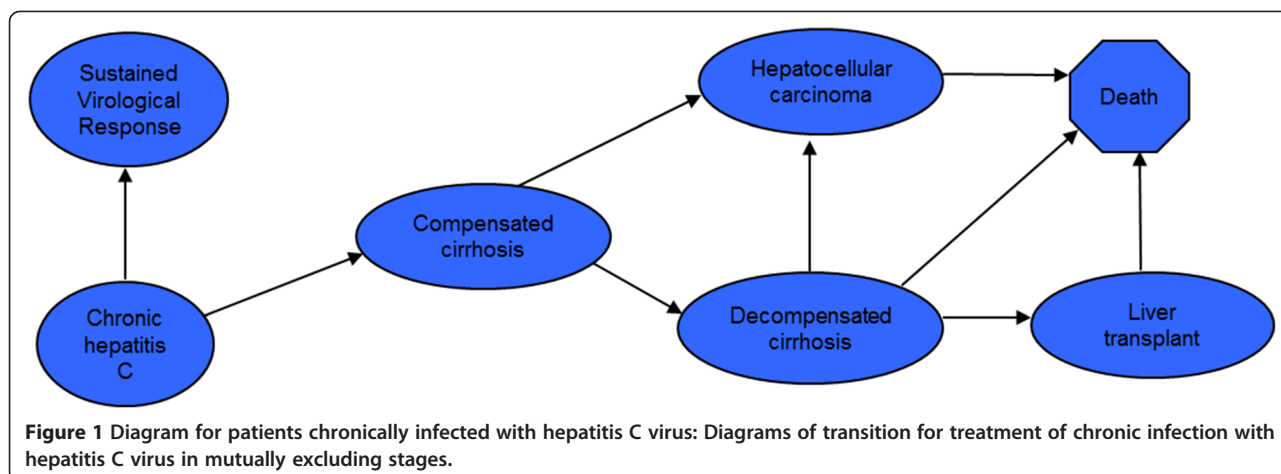 Sustained
Virological
Response
Hepatocellular
carcinoma
Death
Compensated
cirrhosis
Chronic
hepatitis
C
Decompensated
cirrhosis
Liver
transplant
Figure 1 Diagram for patients chronically infected with hepatitis C virus: Diagrams of transition for treatment of chronic infection with
hepatitis C virus in mutually excluding stages.